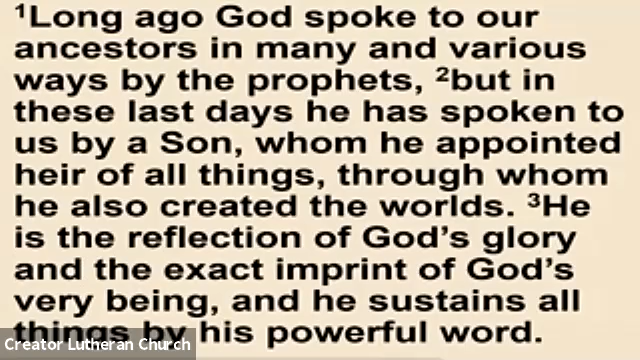 ¹Long ago God spoke to our
ancestors in many and various
ways by the prophets, ²but in
these last days he has spoken to
us by a Son, whom he appointed
heir of all things, through whom
he also created the worlds. ³He
is the reflection of God’s glory
and the exact imprint of God’s
very being, and he sustains all
things by his powerful word.
Creator Lutheran Church